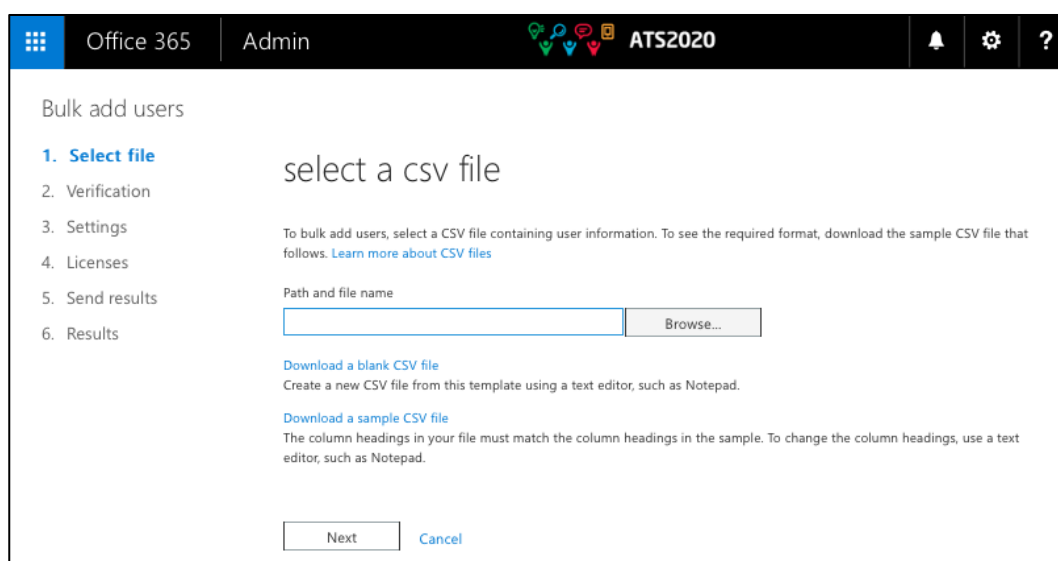 Office 365 Admin ATS2020 ?
Bulk add users
1. Select file
2. Verification
3. Settings
4. Licenses
5. Send results
6. Results
select a csv file
To bulk add users, select a CSV file containing user information. To see the required format, download the sample CSV file that
follows. Learn more about CSV files
Path and file name
Browse...
Download a blank CSV file
Create a new CSV file from this template using a text editor, such as Notepad.
Download a sample CSV file
The column headings in your file must match the column headings in the sample. To change the column headings, use a text
editor, such as Notepad.
Next Cancel